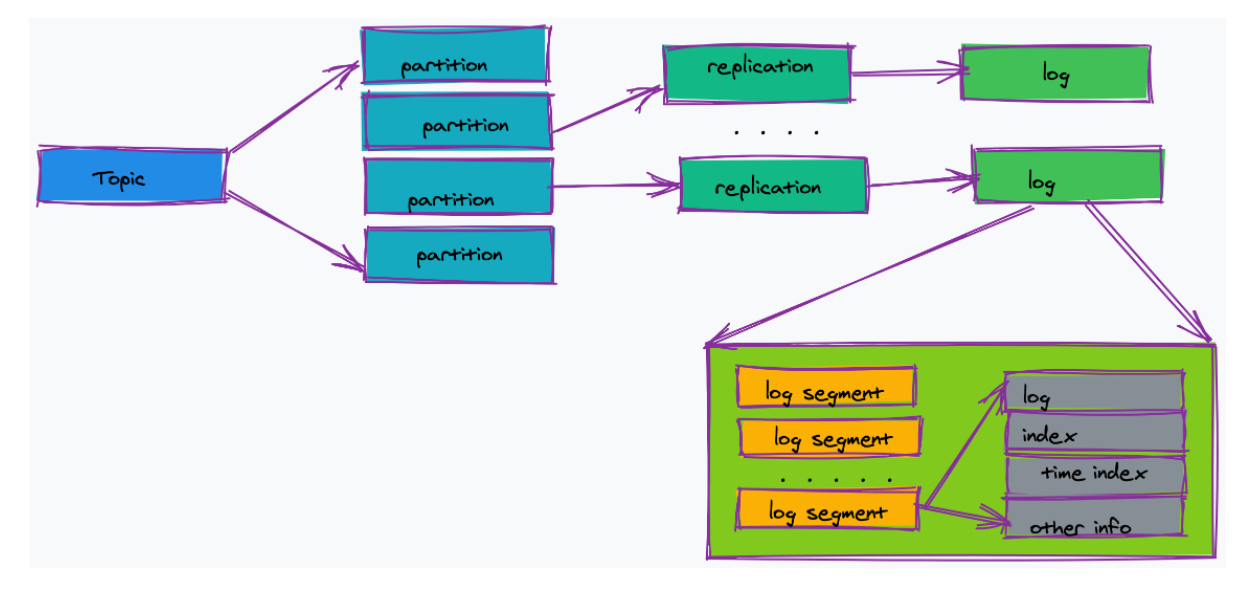 Topic
partition
partition
partition
partition
replication
. . . .
replication
log
log
log segment
log segment
. . . . .
log segment
log
index
time index
other info